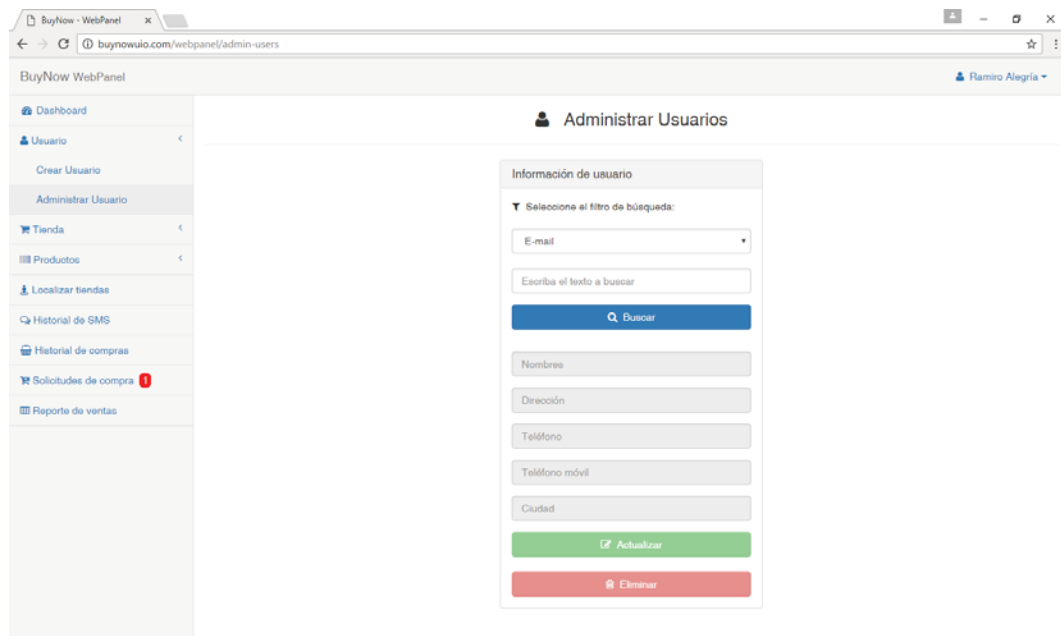 BuyNow - WebPanel
buynowuio.com/webpanel/admin-users
BuyNow WebPanel
Ramiro Alegría
Dashboard
Usuario
Crear Usuario
Administrar Usuario
Tienda
Productos
Localizar tiendas
Historial de SMS
Historial de compras
Solicitudes de compra 1
Reporte de ventas
Administrar Usuarios
Información de usuario
Seleccione el filtro de búsqueda:
E-mail
Escriba el texto a buscar
Buscar
Nombres
Dirección
Teléfono
Teléfono móvil
Ciudad
Actualizar
Eliminar